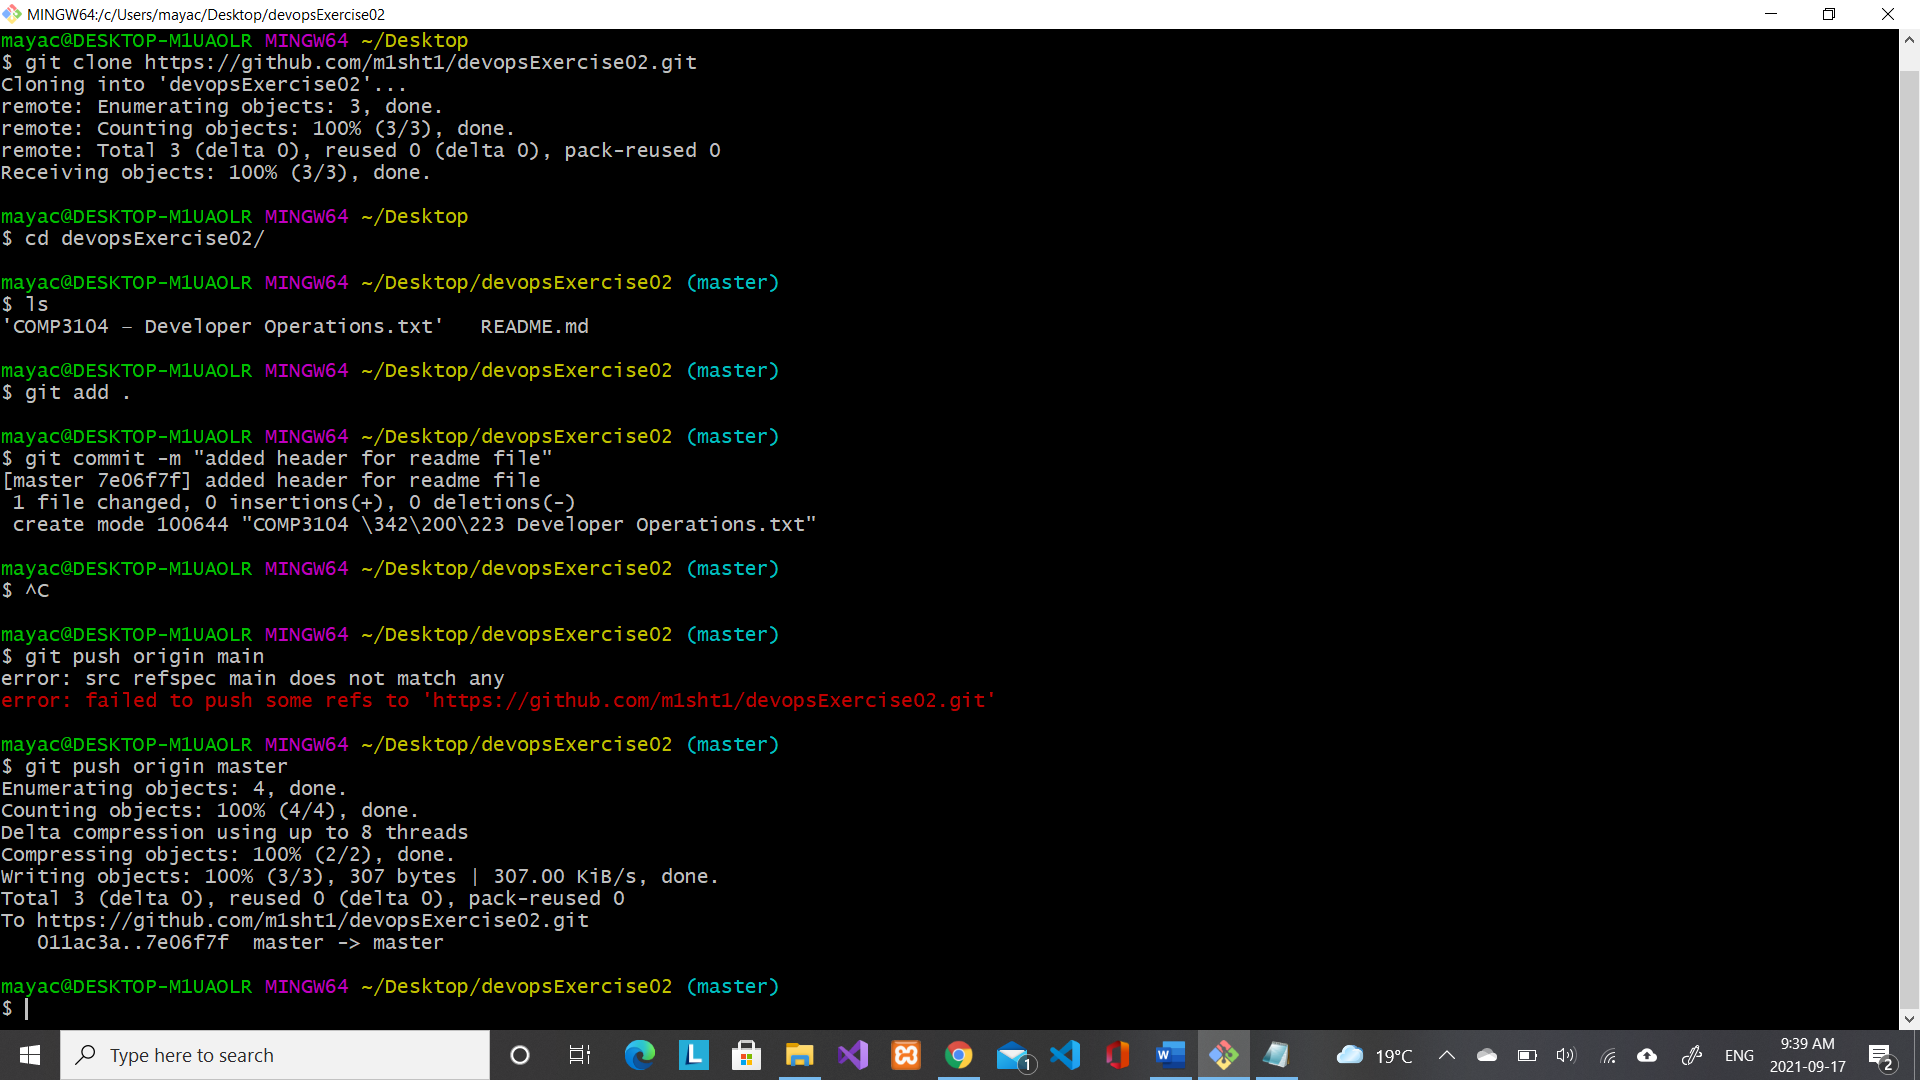 MINGW64:/c/Users/mayac/Desktop/devopsExercise02
mayac@DESKTOP-M1UAOLR MINGW64 ~/Desktop
$ git clone https://github.com/m1sht1/devopsExercise02.git
Cloning into 'devopsExercise02'...
remote: Enumerating objects: 3, done.
remote: Counting objects: 100% (3/3), done.
remote: Total 3 (delta 0), reused 0 (delta 0), pack-reused 0
Receiving objects: 100% (3/3), done.
mayac@DESKTOP-M1UAOLR MINGW64 ~/Desktop
$ cd devopsExercise02/
mayac@DESKTOP-M1UAOLR MINGW64 ~/Desktop/devopsExercise02 (master)
$ ls
'COMP3104 – Developer Operations.txt'   README.md
mayac@DESKTOP-M1UAOLR MINGW64 ~/Desktop/devopsExercise02 (master)
$ git add .
mayac@DESKTOP-M1UAOLR MINGW64 ~/Desktop/devopsExercise02 (master)
$ git commit -m "added header for readme file"
[master 7e06f7f] added header for readme file
 1 file changed, 0 insertions(+), 0 deletions(-)
 create mode 100644 "COMP3104 \342\200\223 Developer Operations.txt"
mayac@DESKTOP-M1UAOLR MINGW64 ~/Desktop/devopsExercise02 (master)
$ ^C
mayac@DESKTOP-M1UAOLR MINGW64 ~/Desktop/devopsExercise02 (master)
$ git push origin main
error: src refspec main does not match any
error: failed to push some refs to 'https://github.com/m1sht1/devopsExercise02.git'
mayac@DESKTOP-M1UAOLR MINGW64 ~/Desktop/devopsExercise02 (master)
$ git push origin master
Enumerating objects: 4, done.
Counting objects: 100% (4/4), done.
Delta compression using up to 8 threads
Compressing objects: 100% (2/2), done.
Writing objects: 100% (3/3), 307 bytes | 307.00 KiB/s, done.
Total 3 (delta 0), reused 0 (delta 0), pack-reused 0
To https://github.com/m1sht1/devopsExercise02.git
   011ac3a..7e06f7f  master -> master
mayac@DESKTOP-M1UAOLR MINGW64 ~/Desktop/devopsExercise02 (master)
$
Type here to search
L
1
W
19°C
ENG
9:39 AM
2021-09-17
2